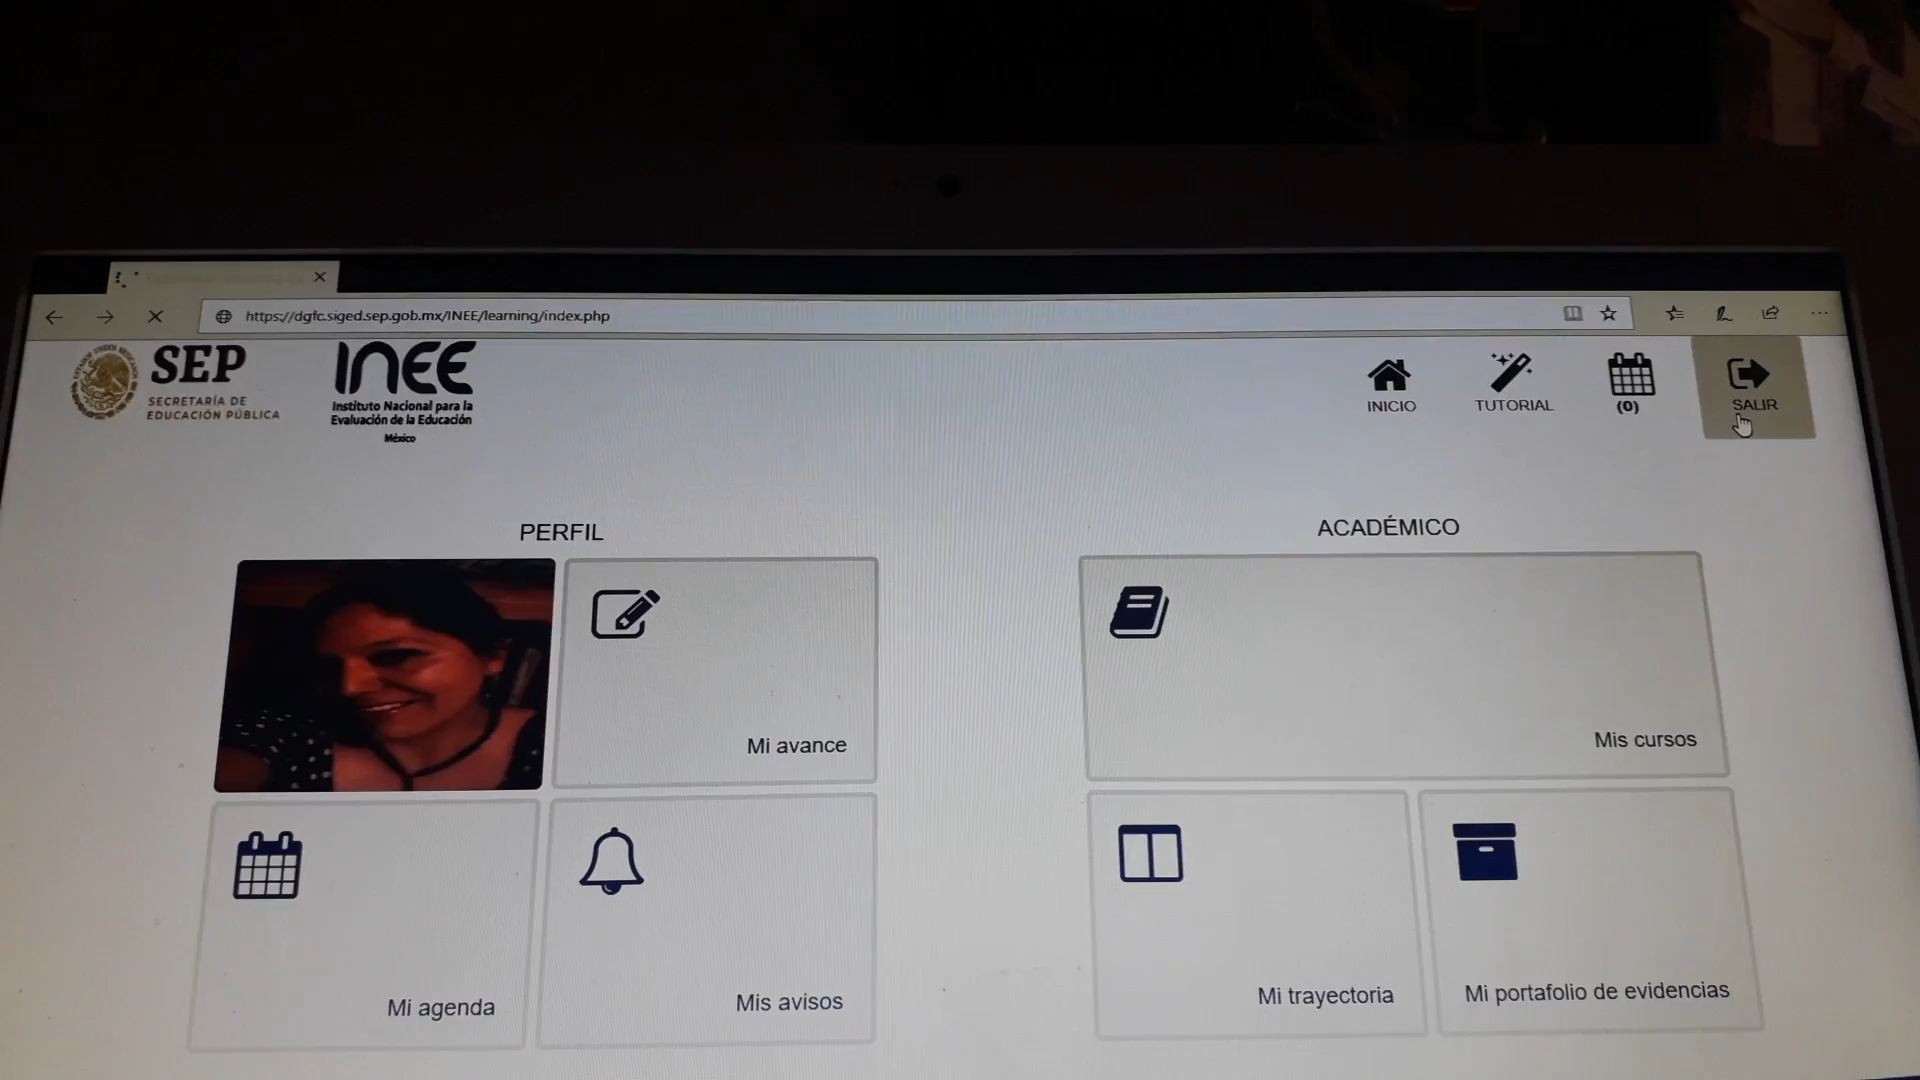 https://dgfc.siged.sep.gob.mx/INEE/learning/index.php
SEP
SECRETARÍA DE
EDUCACIÓN PÚBLICA
INEE
Instituto Nacional para la
Evaluación de la Educación
México
INICIO
TUTORIAL
(0)
SALIR
PERFIL
ACADÉMICO
Mi avance
Mis cursos
Mi agenda
Mis avisos
Mi trayectoria
Mi portafolio de evidencias